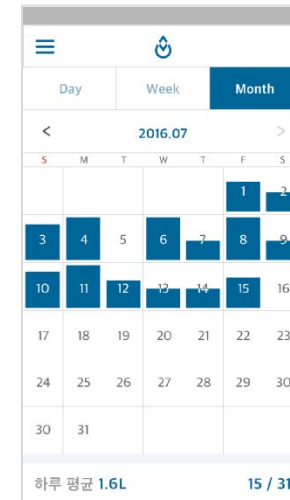 Day Week Month
< 2016.07 >
S M T W T F S
1 2
3 4 5 6 7 8 9
10 11 12 13 14 15 16
17 18 19 20 21 22 23
24 25 26 27 28 29 30
30 31
하루 평균 1.6L 15 / 31